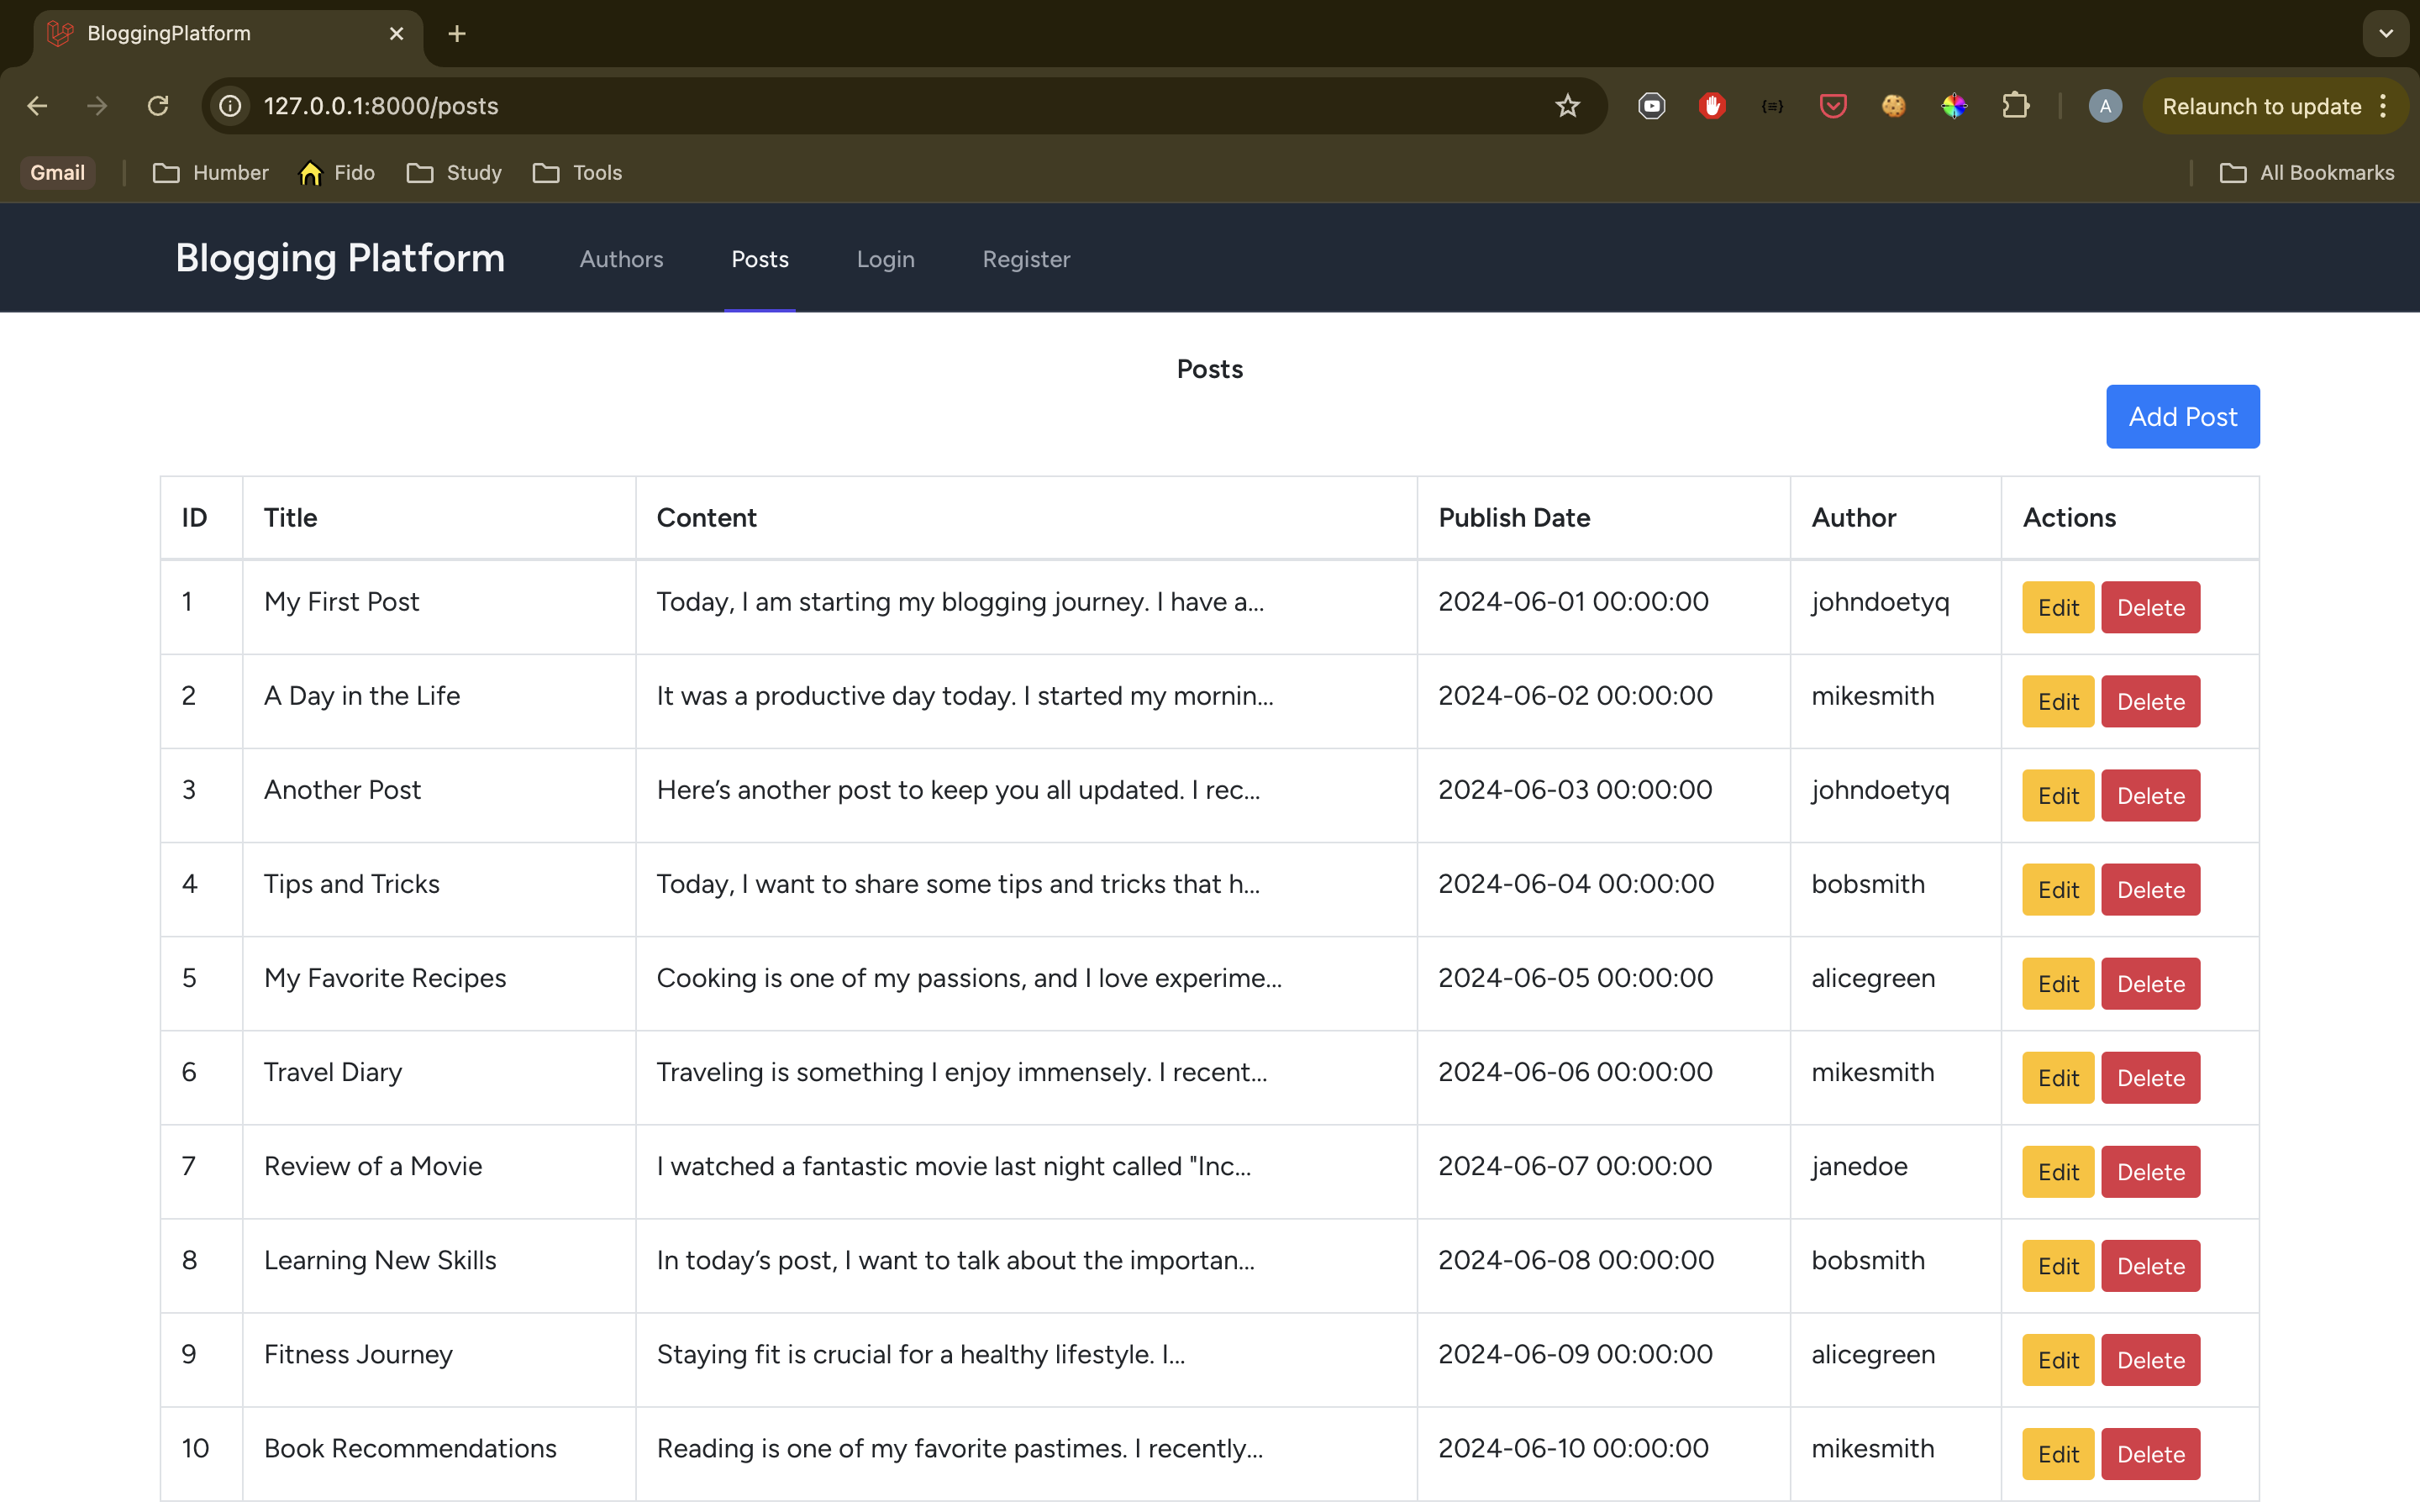 BloggingPlatform
127.0.0.1:8000/posts
A
Relaunch to update
Gmail Humber Fido Study Tools All Bookmarks
Blogging Platform Authors Posts Login Register
Posts
Add Post
ID Title Content Publish Date Author Actions
1 My First Post Today, I am starting my blogging journey. I have a... 2024-06-01 00:00:00 johndoetyq Edit Delete
2 A Day in the Life It was a productive day today. I started my mornin... 2024-06-02 00:00:00 mikesmith Edit Delete
3 Another Post Here’s another post to keep you all updated. I rec... 2024-06-03 00:00:00 johndoetyq Edit Delete
4 Tips and Tricks Today, I want to share some tips and tricks that h... 2024-06-04 00:00:00 bobsmith Edit Delete
5 My Favorite Recipes Cooking is one of my passions, and I love experime... 2024-06-05 00:00:00 alicegreen Edit Delete
6 Travel Diary Traveling is something I enjoy immensely. I recent... 2024-06-06 00:00:00 mikesmith Edit Delete
7 Review of a Movie I watched a fantastic movie last night called "Inc... 2024-06-07 00:00:00 janedoe Edit Delete
8 Learning New Skills In today’s post, I want to talk about the importan... 2024-06-08 00:00:00 bobsmith Edit Delete
9 Fitness Journey Staying fit is crucial for a healthy lifestyle. I... 2024-06-09 00:00:00 alicegreen Edit Delete
10 Book Recommendations Reading is one of my favorite pastimes. I recently... 2024-06-10 00:00:00 mikesmith Edit Delete